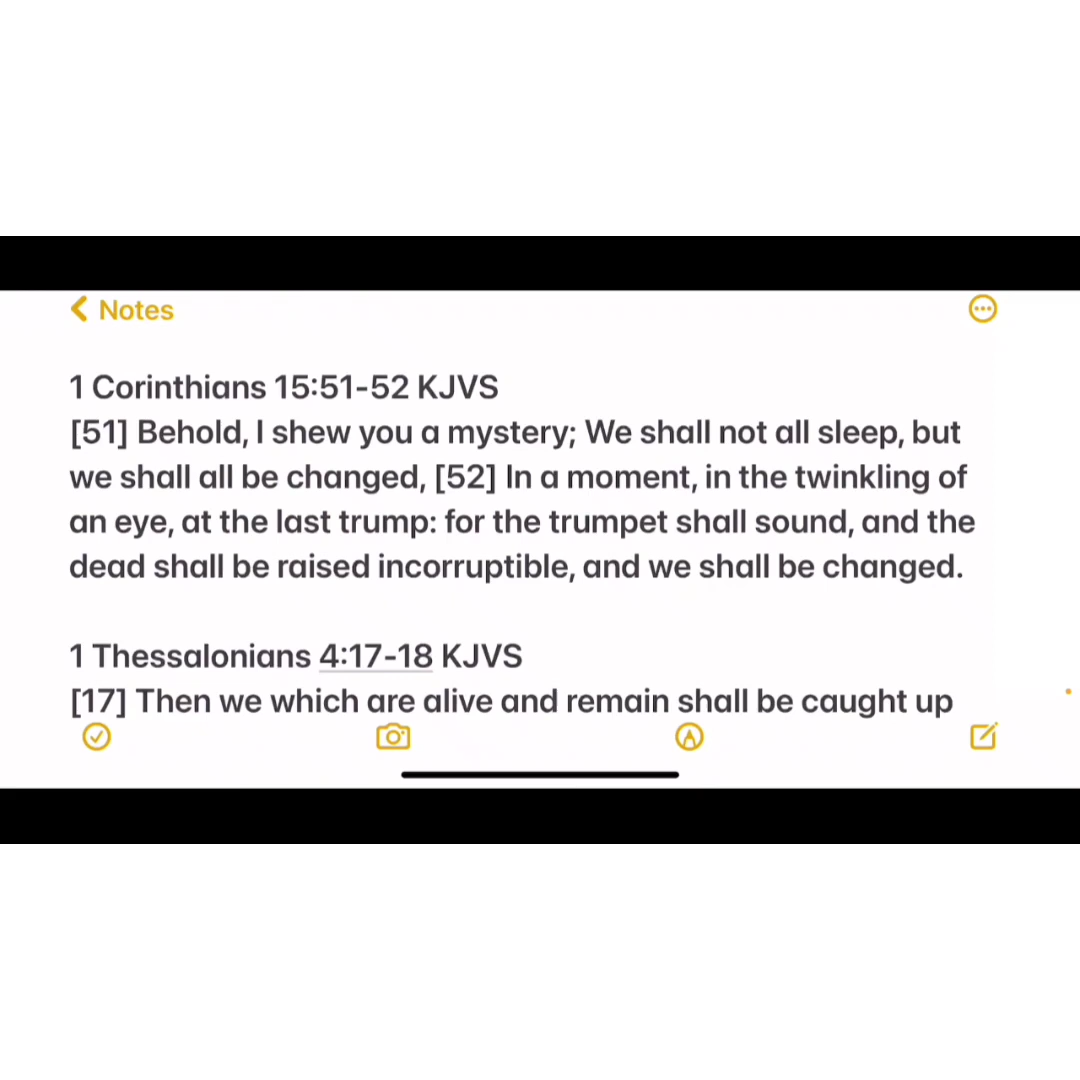 Notes
1 Corinthians 15:51-52 KJVS
[51] Behold, I shew you a mystery; We shall not all sleep, but
we shall all be changed, [52] In a moment, in the twinkling of
an eye, at the last trump: for the trumpet shall sound, and the
dead shall be raised incorruptible, and we shall be changed.
1 Thessalonians 4:17-18 KJVS
[17] Then we which are alive and remain shall be caught up